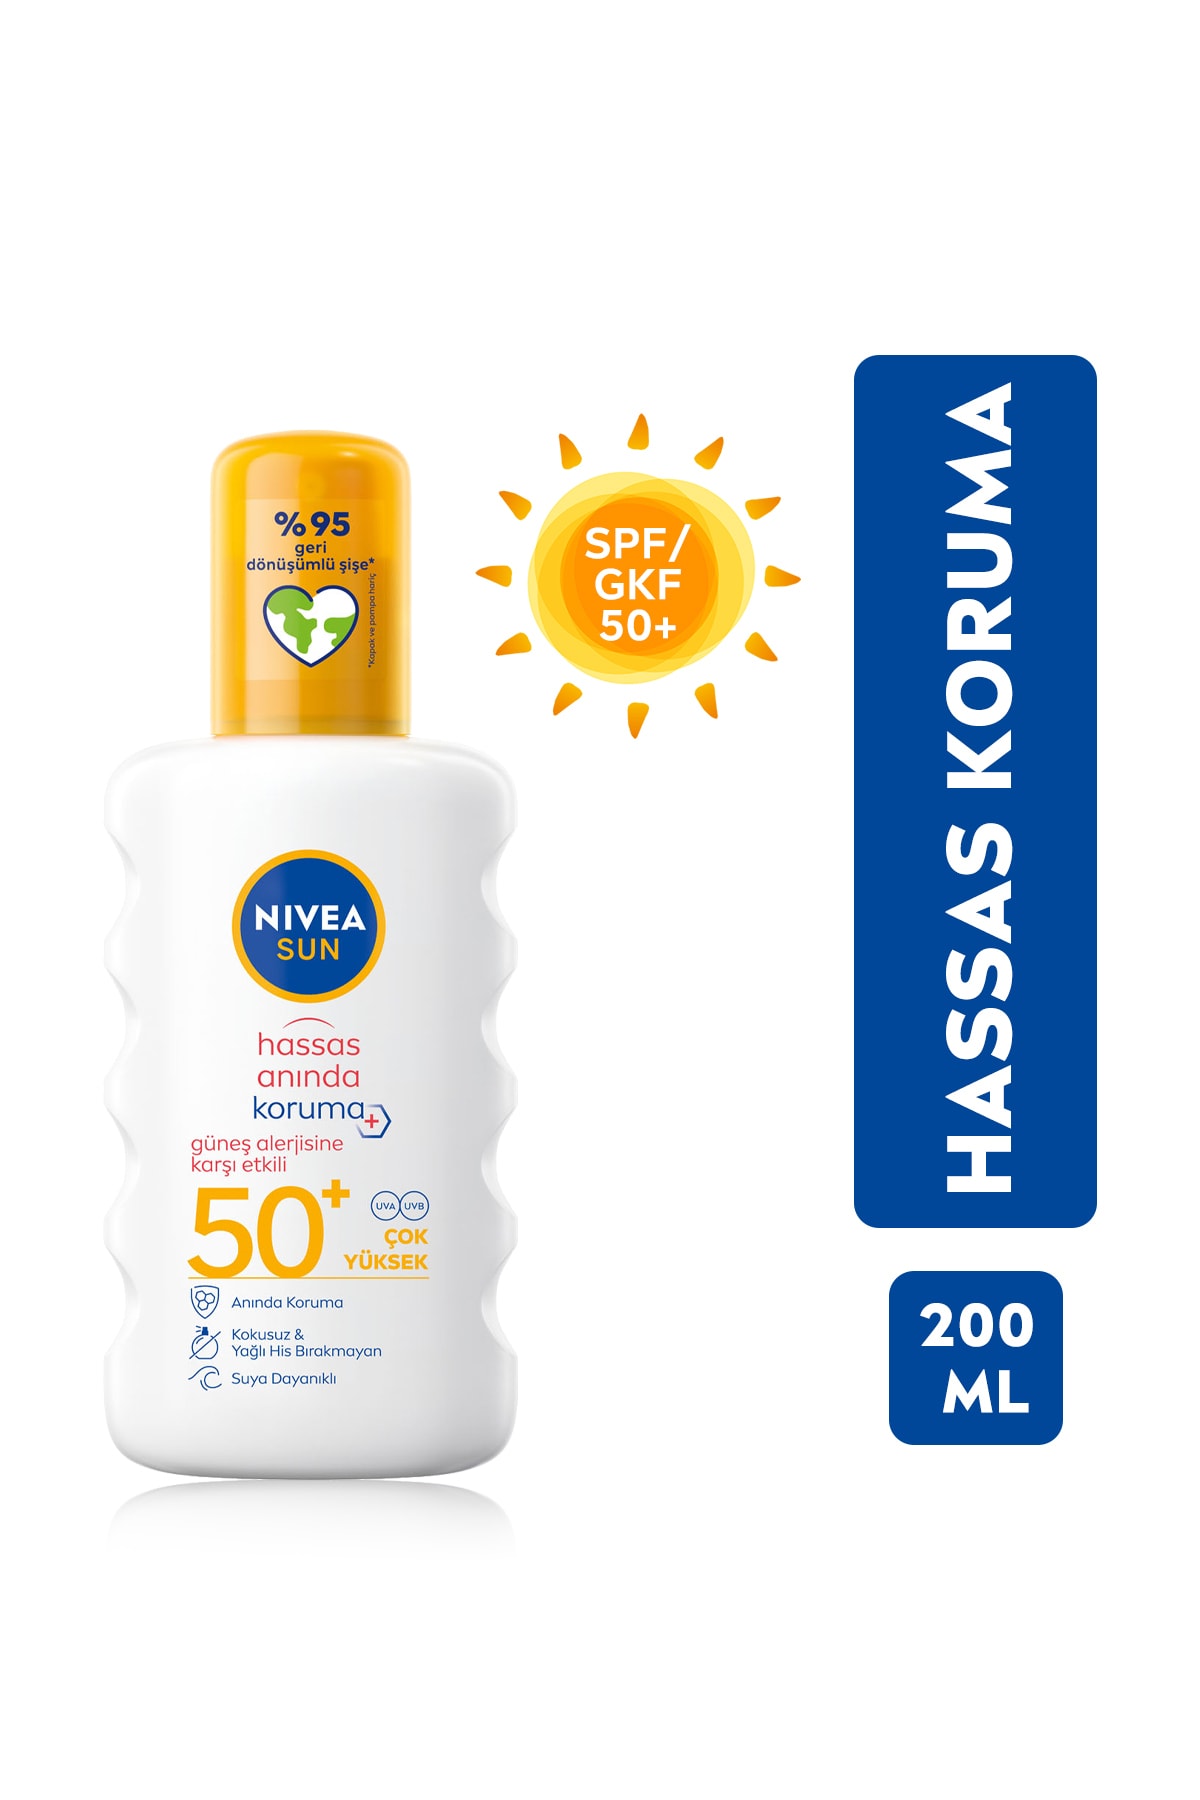 %95
geri
dönüşümlü şişe*
*Kapak ve pompa hariç
NIVEA
SUN
hassas
anında
koruma+
güneş alerjisine
karşı etkili
50+
UVA UVB
ÇOK
YÜKSEK
Anında Koruma
Kokusuz &
Yağlı His Bırakmayan
Suya Dayanıklı
SPF/
GKF
50+
HASSAS KORUMA
200
ML